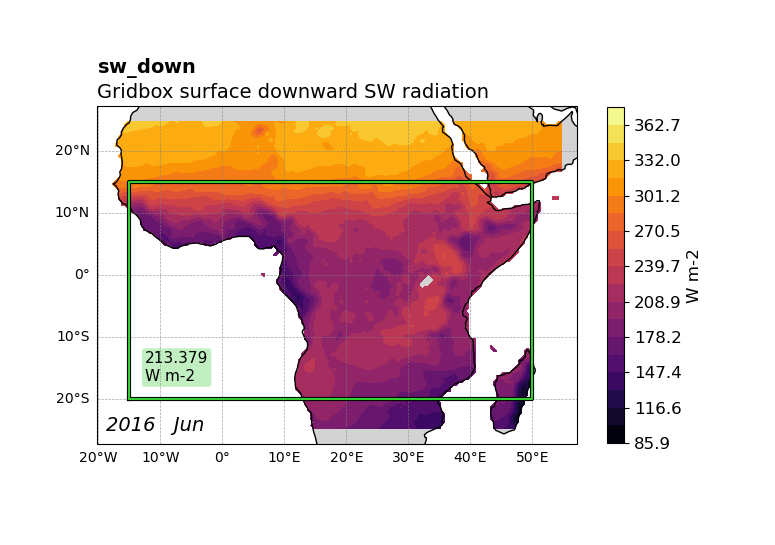 sw_down
Gridbox surface downward SW radiation
20°N
10°N
0°
10°S
20°S
213.379
W m-2
2016 Jun
20°W
10°W
0°
10°E
20°E
30°E
40°E
50°E
362.7
332.0
301.2
270.5
239.7
208.9
178.2
147.4
116.6
85.9
W m-2